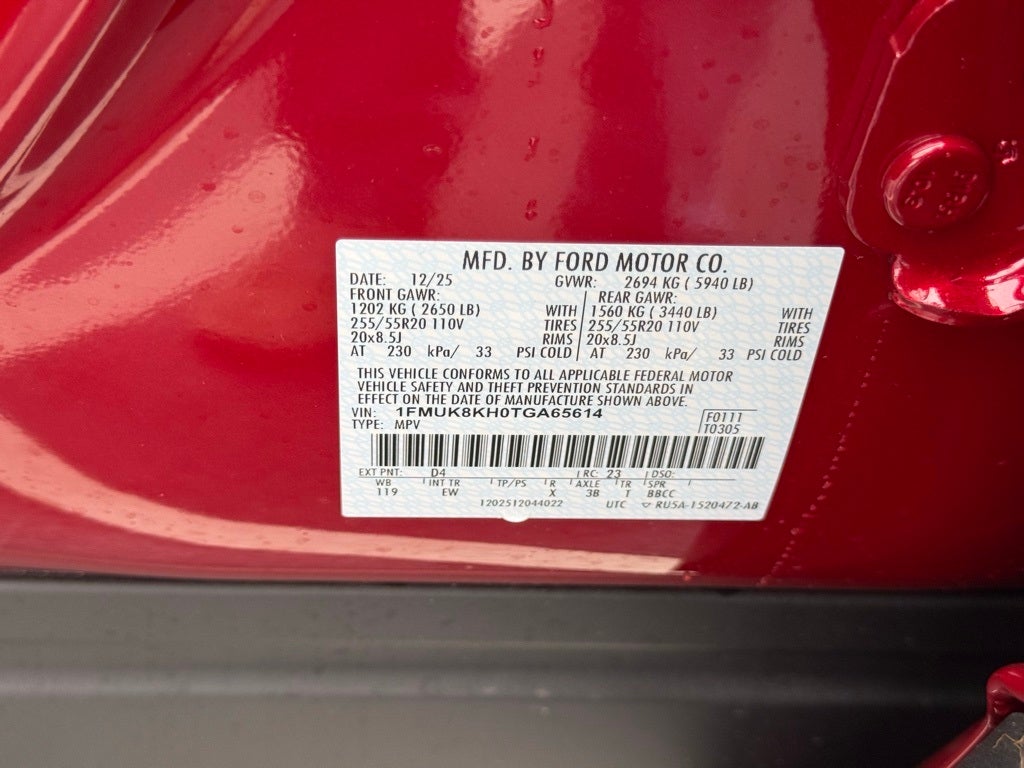 MFD. BY FORD MOTOR CO.
DATE: 12/25 GVWR: 2694 KG ( 5940 LB)
FRONT GAWR: REAR GAWR:
1202 KG ( 2650 LB) WITH 1560 KG ( 3440 LB) WITH
255/55R20 110V TIRES 255/55R20 110V TIRES
20x8.5J RIMS 20x8.5J RIMS
AT 230 kPa/ 33 PSI COLD AT 230 kPa/ 33 PSI COLD
THIS VEHICLE CONFORMS TO ALL APPLICABLE FEDERAL MOTOR
VEHICLE SAFETY AND THEFT PREVENTION STANDARDS IN
EFFECT ON THE DATE OF MANUFACTURE SHOWN ABOVE.
VIN: 1FMUK8KH0TGA65614 F0111
TYPE: MPV T0305
EXT PNT: D4 RC: 23 DSO:
WB INT TR TP/PS R AXLE TR SPR
119 EW X 3B T BBCC
1202512044022 UTC RU5A-1520472-AB